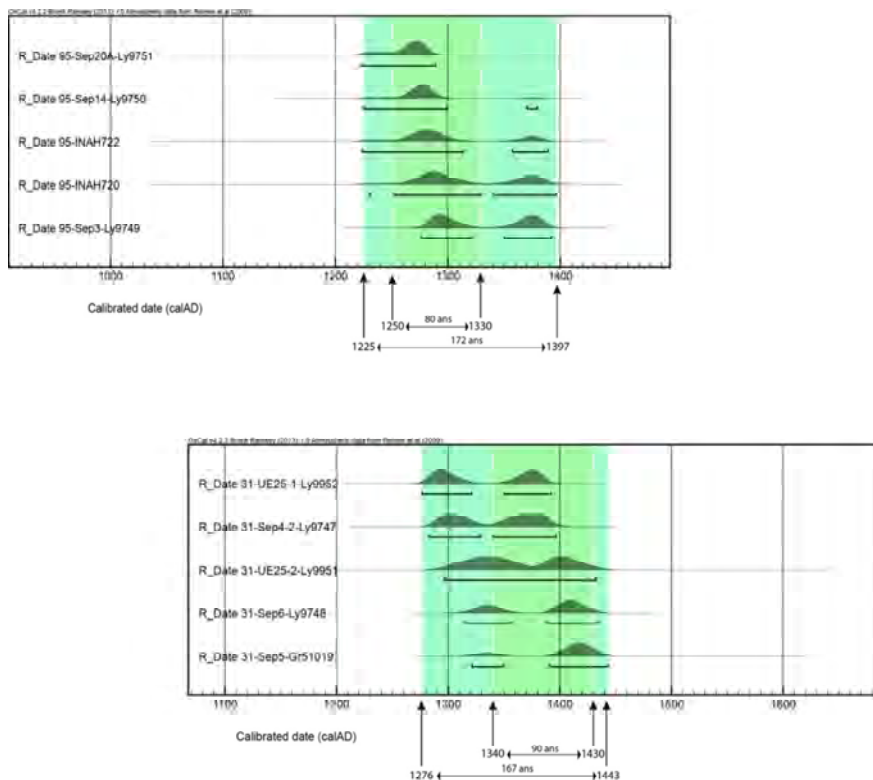 R_Date 95-Sep20A-Ly9751
R_Date 95-Sep14-Ly9750
R_Date 95-INAH722
R_Date 95-INAH720
R_Date 95-Sep3-Ly9749
1000 1100 1200 1300 1400
Calibrated date (calAD)
80 ans
1250 1330
172 ans
1225 1397
R_Date 31-UE25-1-Ly9952
R_Date 31-Sep4-2-Ly9747
R_Date 31-UE25-2-Ly9951
R_Date 31-Sep6-Ly9748
R_Date 31-Sep5-Gr51019
1100 1200 1300 1400 1500 1600
Calibrated date (calAD)
90 ans
1340 1430
167 ans
1276 1443